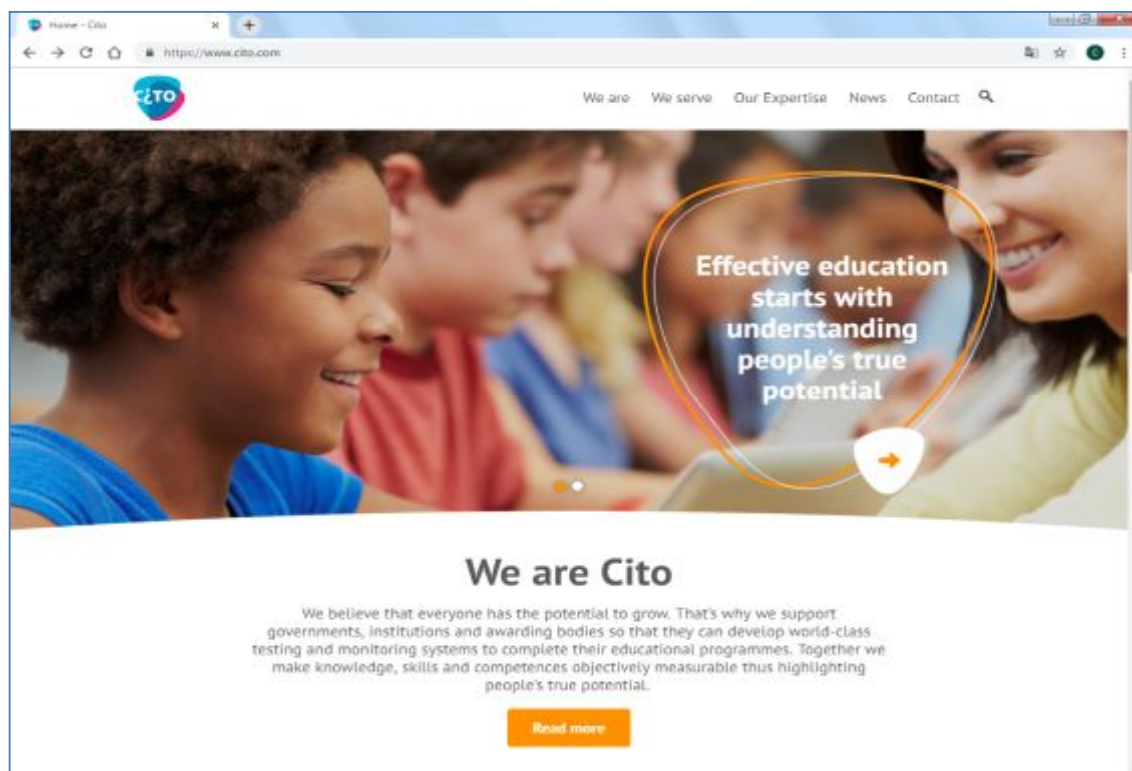 Home - Cito
https://www.cito.com
CiTO
We are We serve Our Expertise News Contact
Effective education
starts with
understanding
people's true
potential
We are Cito
We believe that everyone has the potential to grow. That's why we support
governments, institutions and awarding bodies so that they can develop world-class
testing and monitoring systems to complete their educational programmes. Together we
make knowledge, skills and competences objectively measurable thus highlighting
people's true potential.
Read more